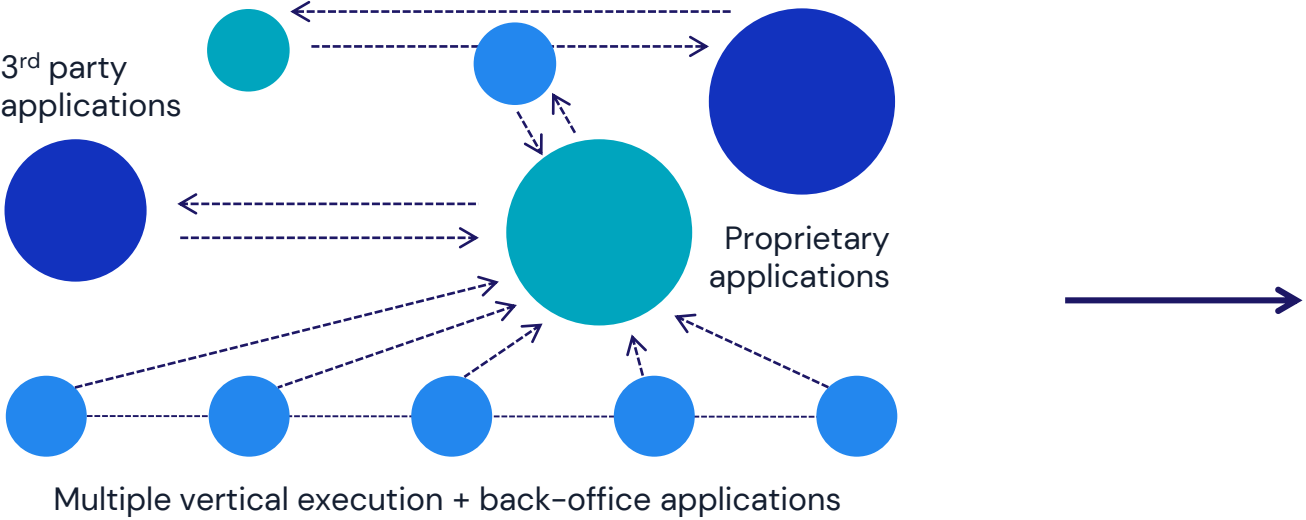 3rd party
applications
Proprietary
applications
Multiple vertical execution + back-office applications